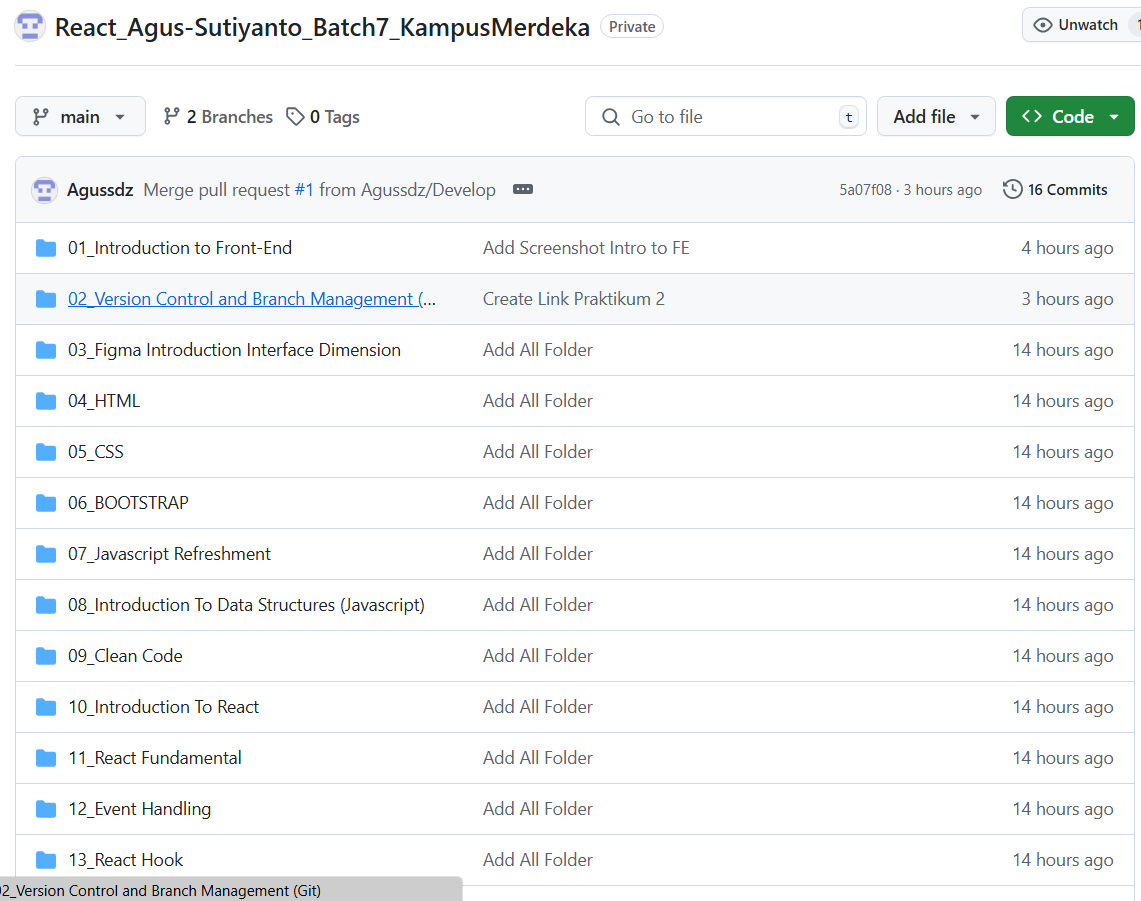 React_Agus-Sutiyanto_Batch7_KampusMerdeka Private Unwatch 1
main 2 Branches 0 Tags Go to file t Add file <> Code
Agussdz Merge pull request #1 from Agussdz/Develop ··· 5a07f08 · 3 hours ago 16 Commits
01_Introduction to Front-End Add Screenshot Intro to FE 4 hours ago
02_Version Control and Branch Management (... Create Link Praktikum 2 3 hours ago
03_Figma Introduction Interface Dimension Add All Folder 14 hours ago
04_HTML Add All Folder 14 hours ago
05_CSS Add All Folder 14 hours ago
06_BOOTSTRAP Add All Folder 14 hours ago
07_Javascript Refreshment Add All Folder 14 hours ago
08_Introduction To Data Structures (Javascript) Add All Folder 14 hours ago
09_Clean Code Add All Folder 14 hours ago
10_Introduction To React Add All Folder 14 hours ago
11_React Fundamental Add All Folder 14 hours ago
12_Event Handling Add All Folder 14 hours ago
13_React Hook Add All Folder 14 hours ago
02_Version Control and Branch Management (Git)